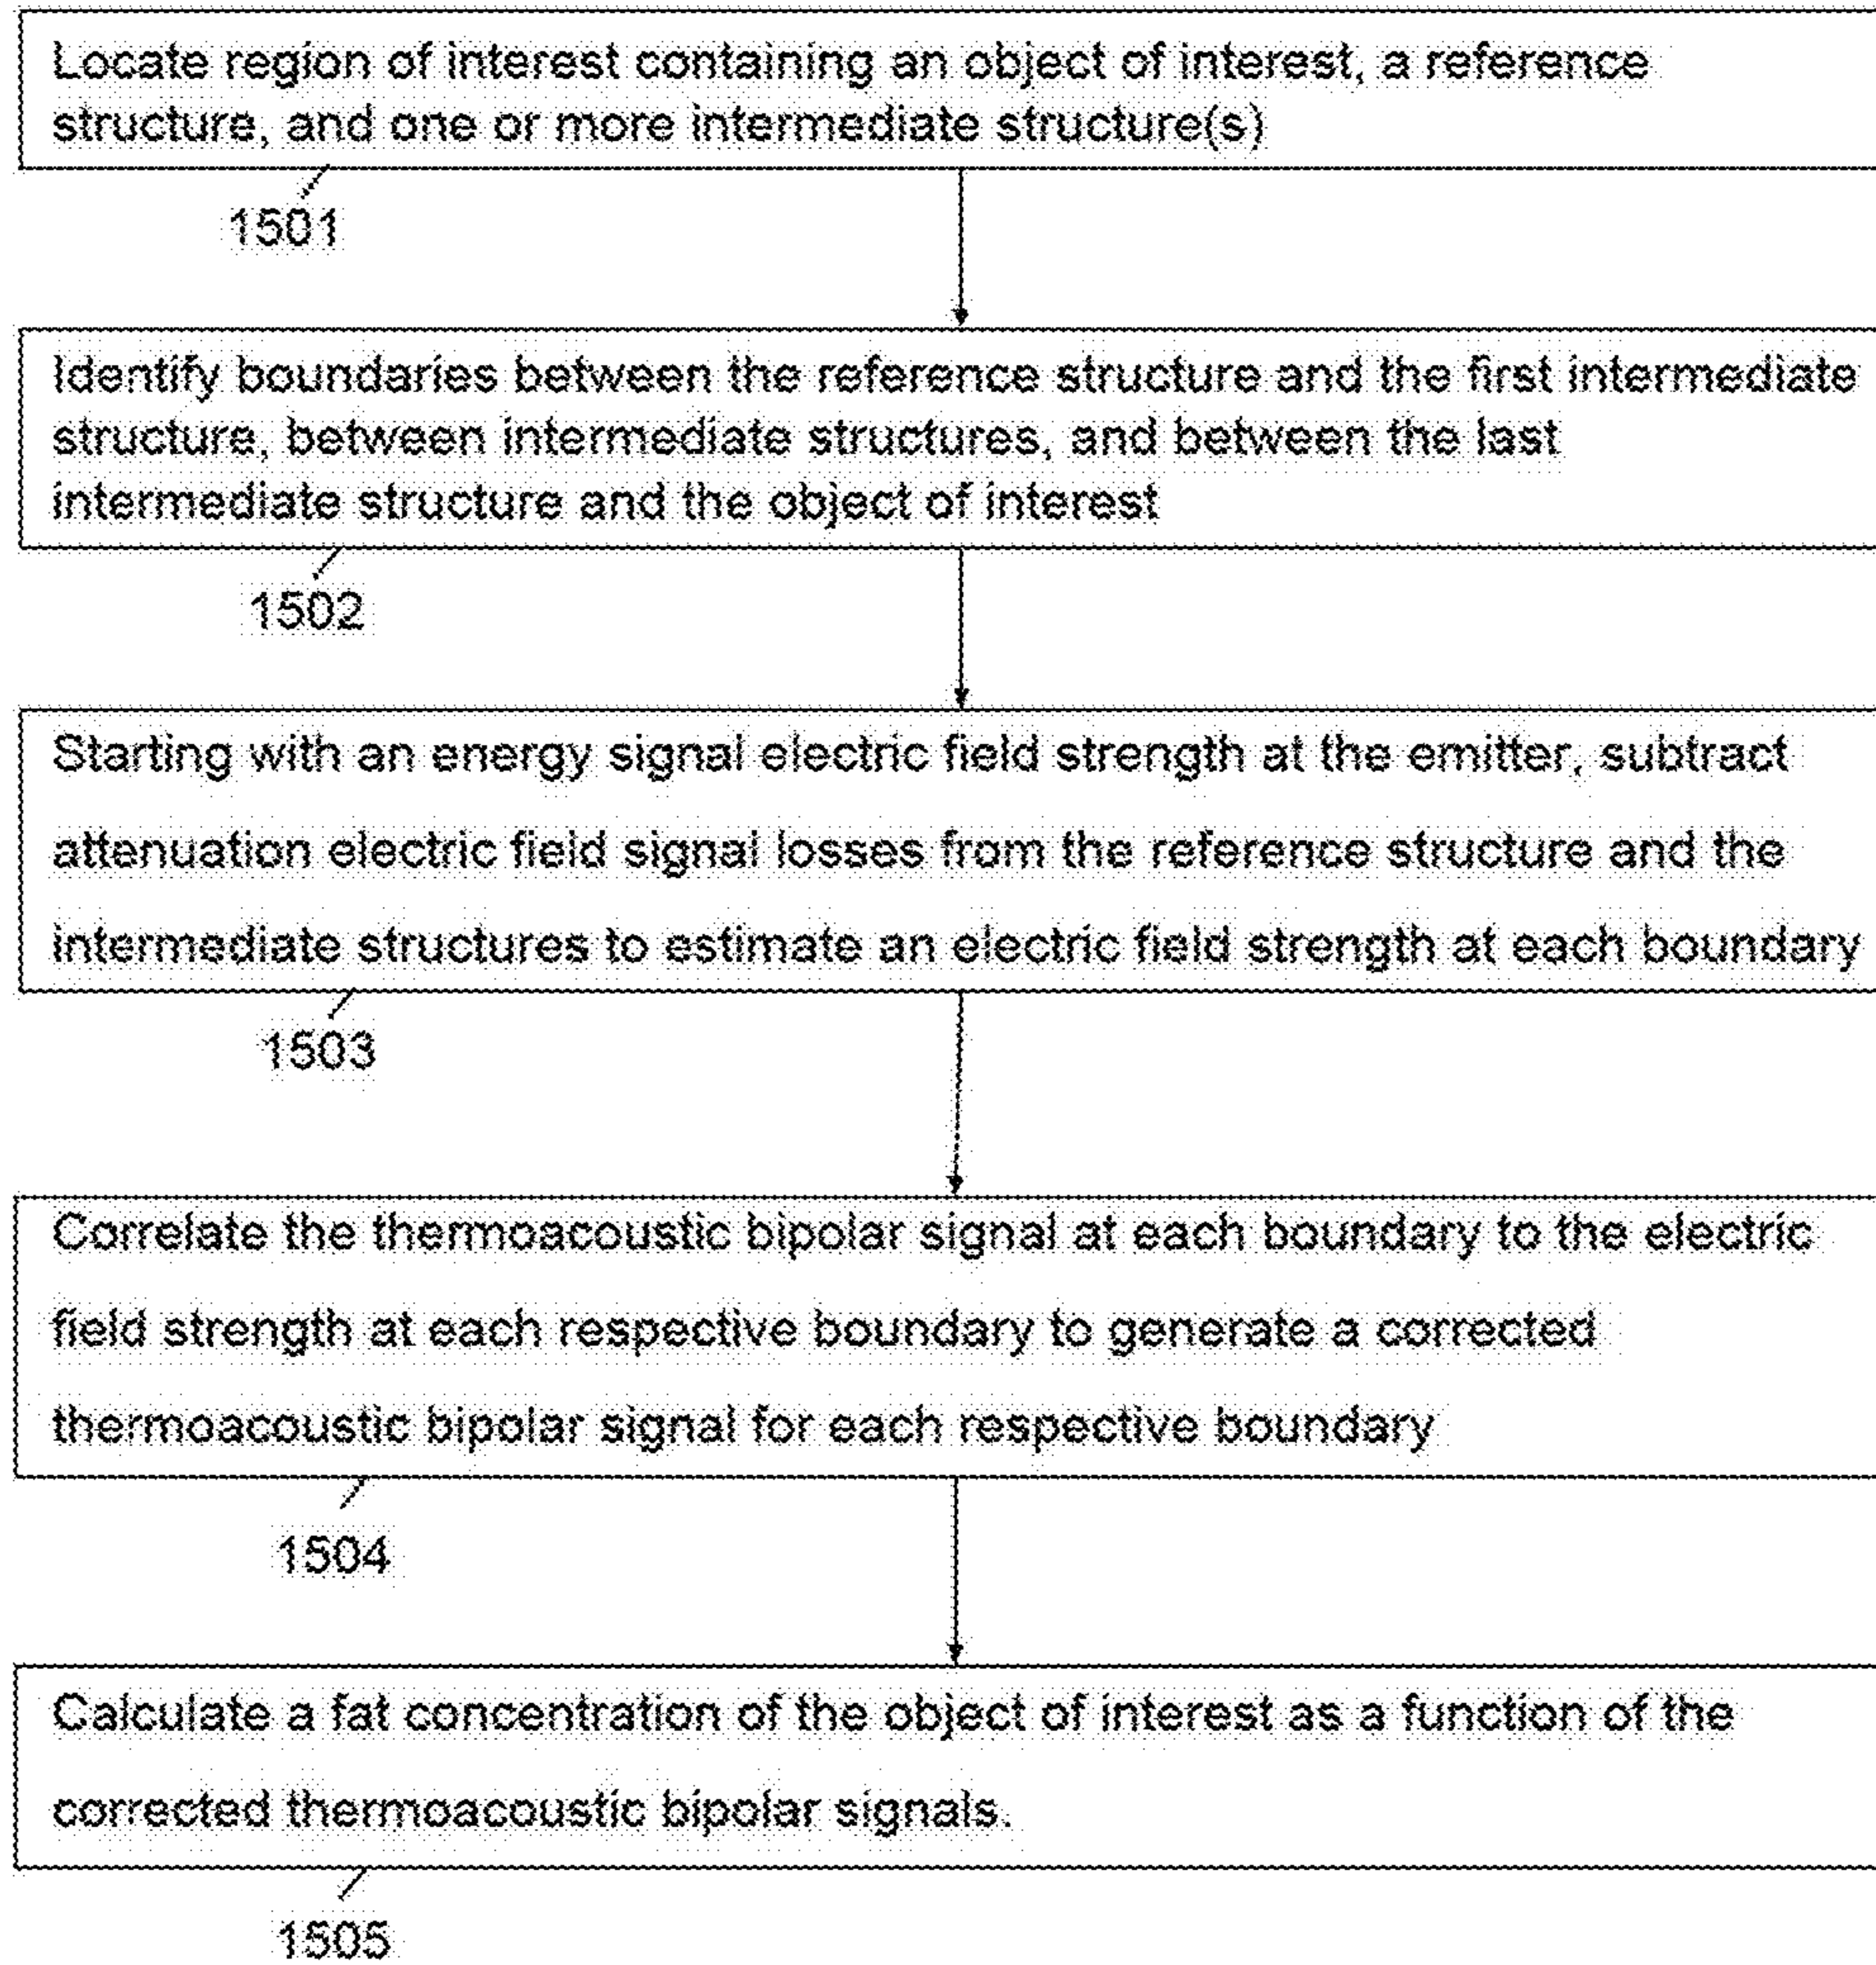 Locate region of interest containing an object of interest, a reference
structure, and one or more intermediate structure(s)
1501
Identify boundaries between the reference structure and the first intermediate
structure, between intermediate structures, and between the last
intermediate structure and the object of interest
1502
Starting with an energy signal electric field strength at the emitter, subtract
attenuation electric field signal losses from the reference structure and the
intermediate structures to estimate an electric field strength at each boundary
1503
Correlate the thermoacoustic bipolar signal at each boundary to the electric
field strength at each respective boundary to generate a corrected
thermoacoustic bipolar signal for each respective boundary
1504
Calculate a fat concentration of the object of interest as a function of the
corrected thermoacoustic bipolar signals.
1505